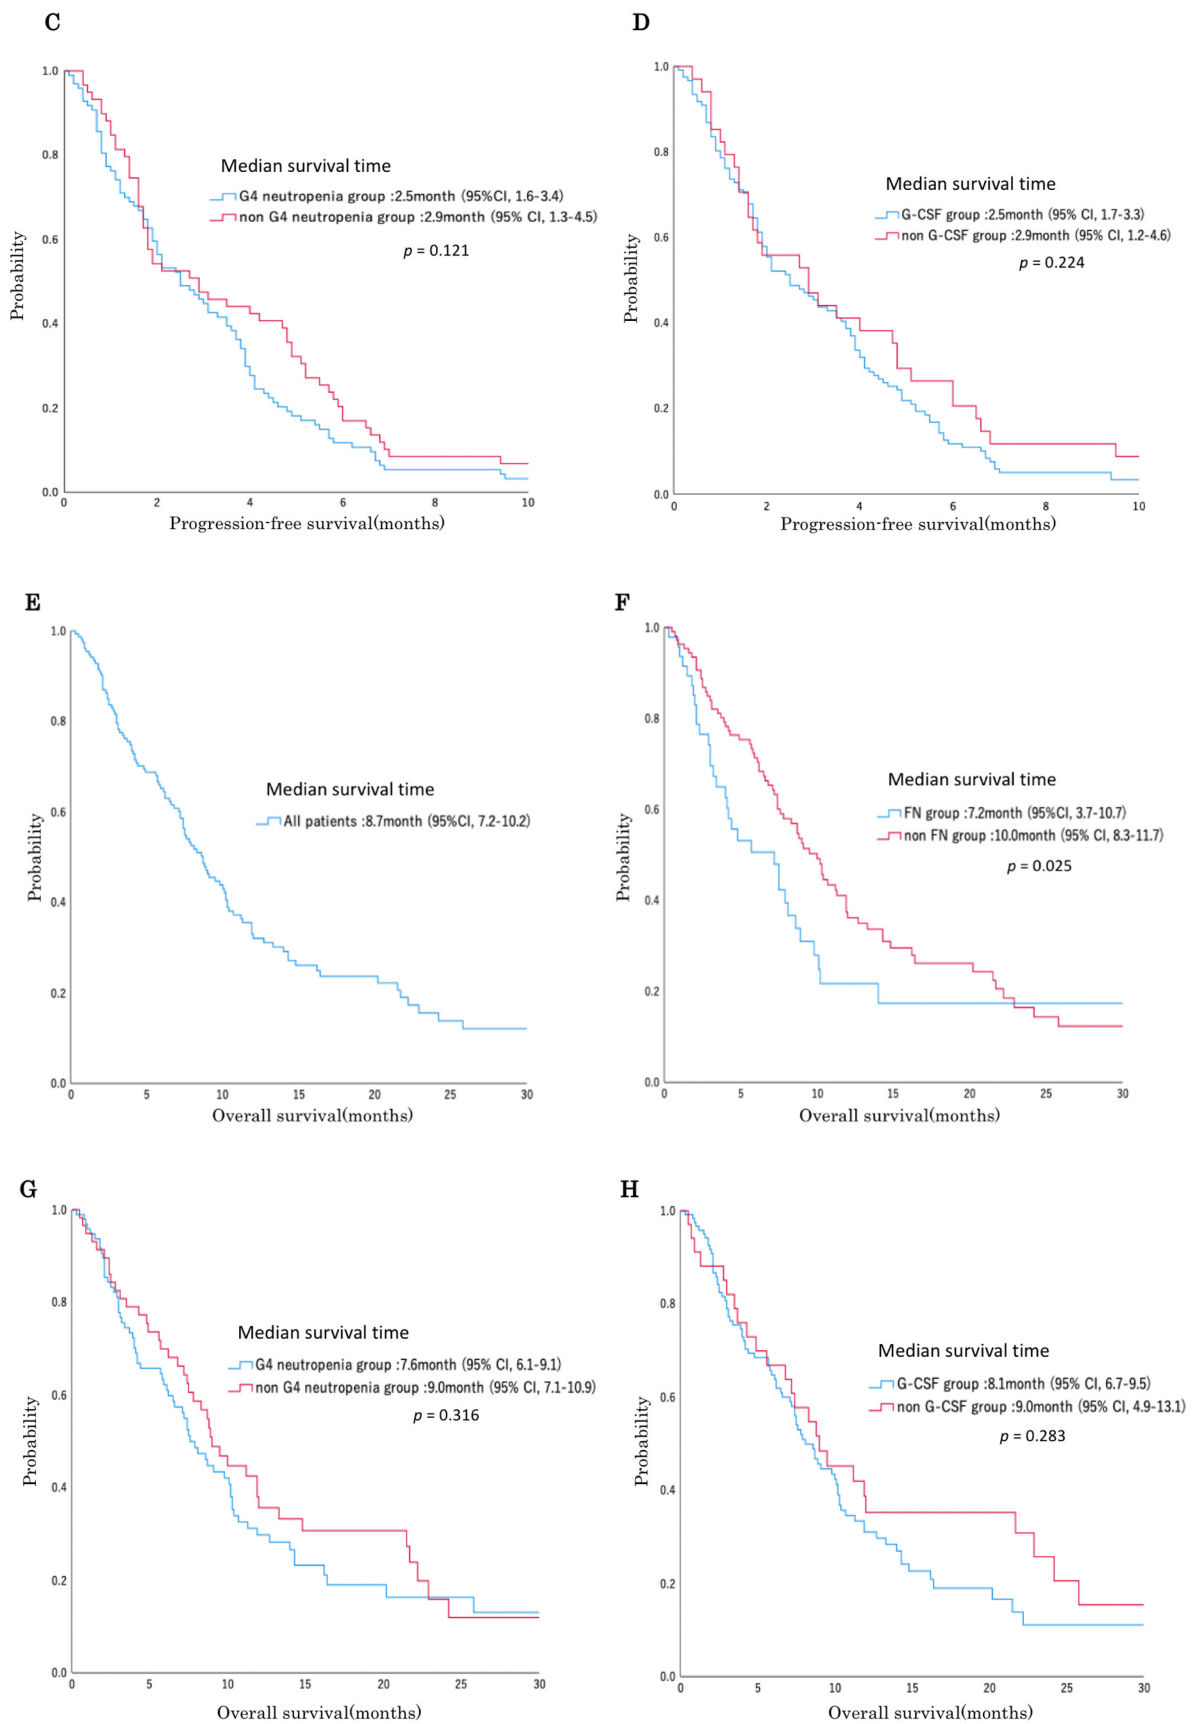 C
1.0
0.8
0.6
0.4
0.2
0.0
Probability
Median survival time
G4 neutropenia group :2.5month (95%CI, 1.6-3.4)
non G4 neutropenia group :2.9month (95% CI, 1.3-4.5)
p = 0.121
0 2 4 6 8 10
Progression-free survival(months)
D
1.0
0.8
0.6
0.4
0.2
0.0
Probability
Median survival time
G-CSF group :2.5month (95% CI, 1.7-3.3)
non G-CSF group :2.9month (95% CI, 1.2-4.6)
p = 0.224
0 2 4 6 8 10
Progression-free survival(months)
E
1.0
0.8
0.6
0.4
0.2
0.0
Probability
Median survival time
All patients :8.7month (95%CI, 7.2-10.2)
0 5 10 15 20 25 30
Overall survival(months)
F
1.0
0.8
0.6
0.4
0.2
0.0
Probability
Median survival time
FN group :7.2month (95%CI, 3.7-10.7)
non FN group :10.0month (95% CI, 8.3-11.7)
p = 0.025
0 5 10 15 20 25 30
Overall survival(months)
G
1.0
0.8
0.6
0.4
0.2
0.0
Probability
Median survival time
G4 neutropenia group :7.6month (95% CI, 6.1-9.1)
non G4 neutropenia group :9.0month (95% CI, 7.1-10.9)
p = 0.316
0 5 10 15 20 25 30
Overall survival(months)
H
1.0
0.8
0.6
0.4
0.2
0.0
Probability
Median survival time
G-CSF group :8.1month (95% CI, 6.7-9.5)
non G-CSF group :9.0month (95% CI, 4.9-13.1)
p = 0.283
0 5 10 15 20 25 30
Overall survival(months)